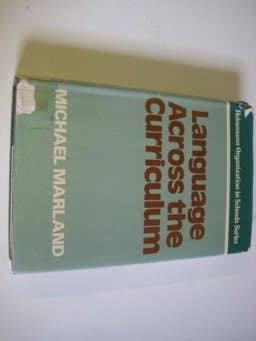 Heinemann Organization in Schools Series
Language
Across the
Curriculum
MICHAEL MARLAND